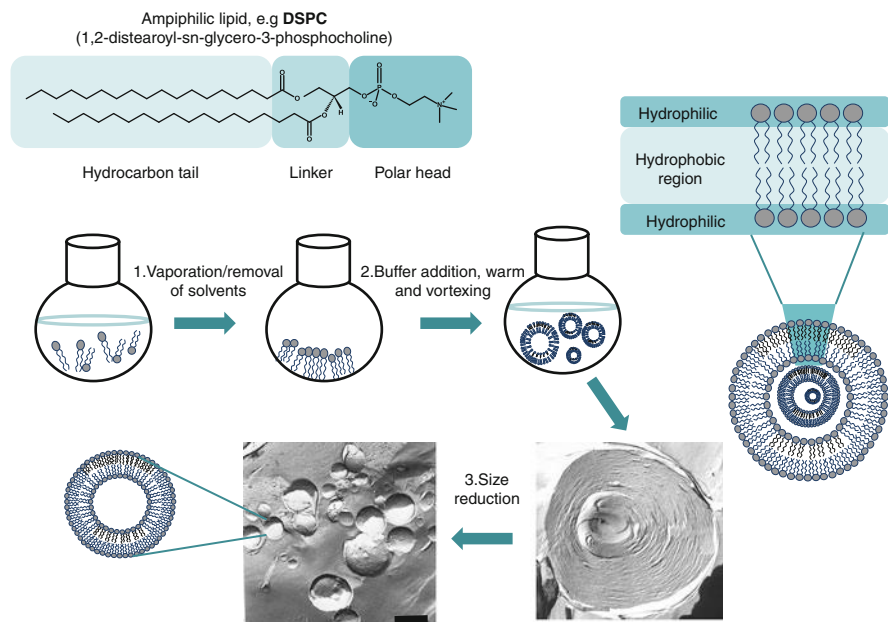 Ampiphilic lipid, e.g DSPC
(1,2-distearoyl-sn-glycero-3-phosphocholine)
O
O
O
O
H
O
P
O⁻
O
O
N⁺
Hydrocarbon tail
Linker
Polar head
Hydrophilic
Hydrophobic
region
Hydrophilic
1.Vaporation/removal
of solvents
2.Buffer addition, warm
and vortexing
3.Size
reduction